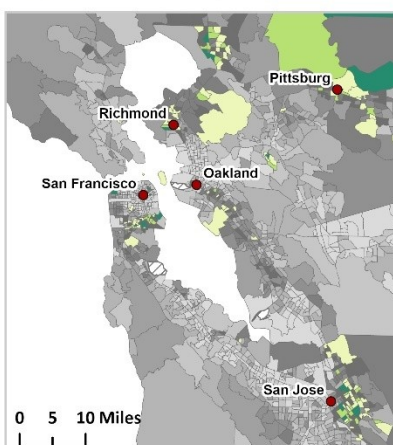 Pittsburg
Richmond
San Francisco
Oakland
San Jose
0 5 10 Miles